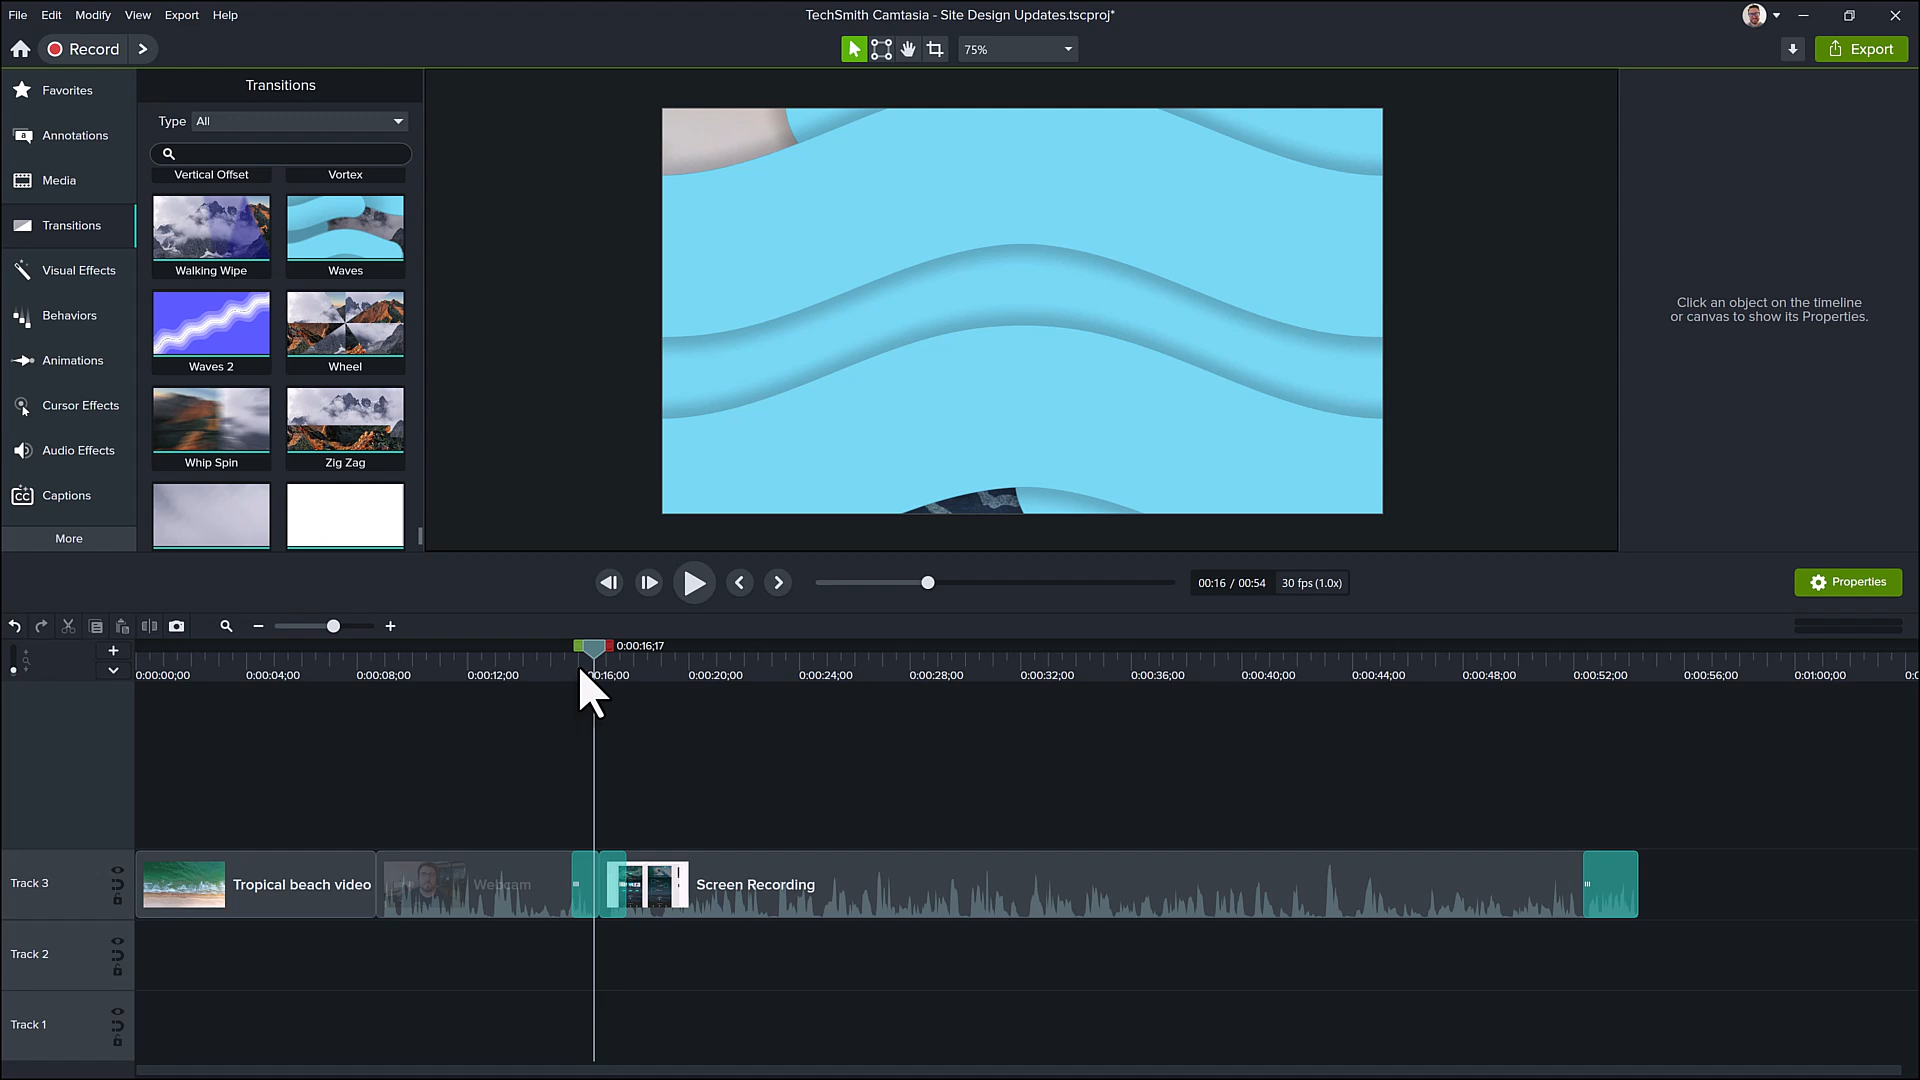 File Edit Modify View Export Help
TechSmith Camtasia - Site Design Updates.tscproj*
Record
75%
Export
Favorites
Annotations
Media
Transitions
Visual Effects
Behaviors
Animations
Cursor Effects
Audio Effects
Captions
More
Transitions
Type All
Vertical Offset Vortex
Walking Wipe Waves
Waves 2 Wheel
Whip Spin Zig Zag
Click an object on the timeline
or canvas to show its Properties.
00:16 / 00:54 30 fps (1.0x)
Properties
0:00:16;17
0:00:00;00 0:00:04;00 0:00:08;00 0:00:12;00 0:00:20;00 0:00:24;00 0:00:28;00 0:00:32;00 0:00:36;00 0:00:40;00 0:00:44;00 0:00:48;00 0:00:52;00 0:00:56;00 0:01:00;00
Track 3
Tropical beach video Webcam Screen Recording
Track 2
Track 1